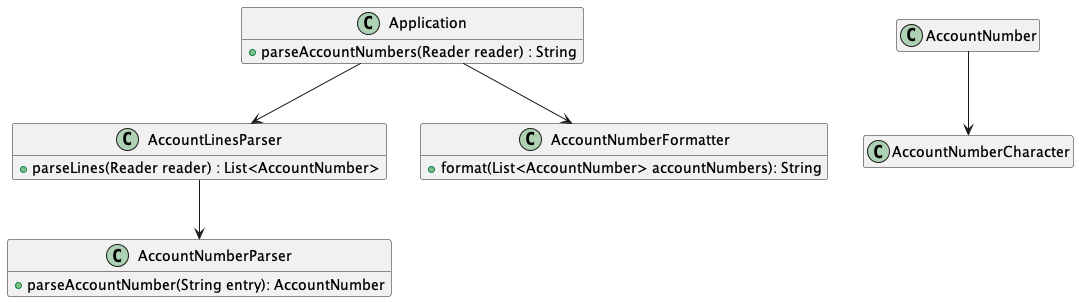 C Application
+ parseAccountNumbers(Reader reader) : String
C AccountNumber
C AccountLinesParser
+ parseLines(Reader reader) : List<AccountNumber>
C AccountNumberFormatter
+ format(List<AccountNumber> accountNumbers): String
C AccountNumberCharacter
C AccountNumberParser
+ parseAccountNumber(String entry): AccountNumber